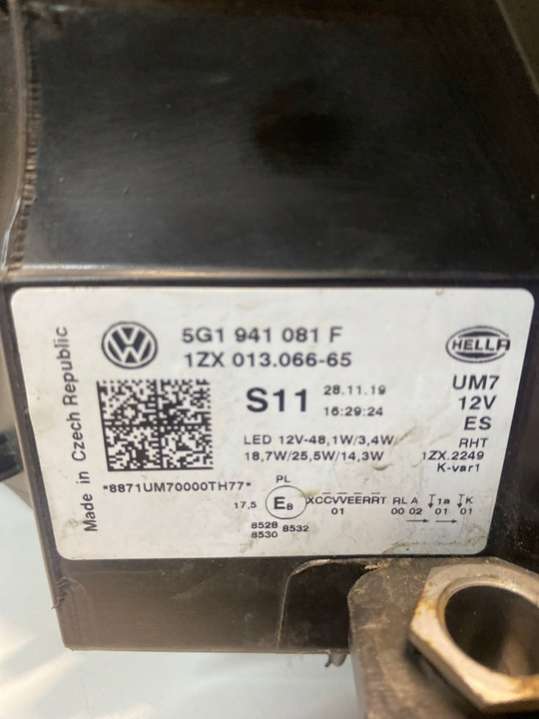 Made in Czech Republic
5G1 941 081 F
1ZX 013.066-65
HELLA
S11
28.11.19
16:29:24
UM7
12V
ES
LED 12V-48,1W/3,4W/
18,7W/25,5W/14,3W
RHT
1ZX.2249
K-var1
*8871UM70000TH77*
PL
17,5 E8 XCCVVEERRT RL A 1a K
01 00 02 01 01
8528 8532
8530